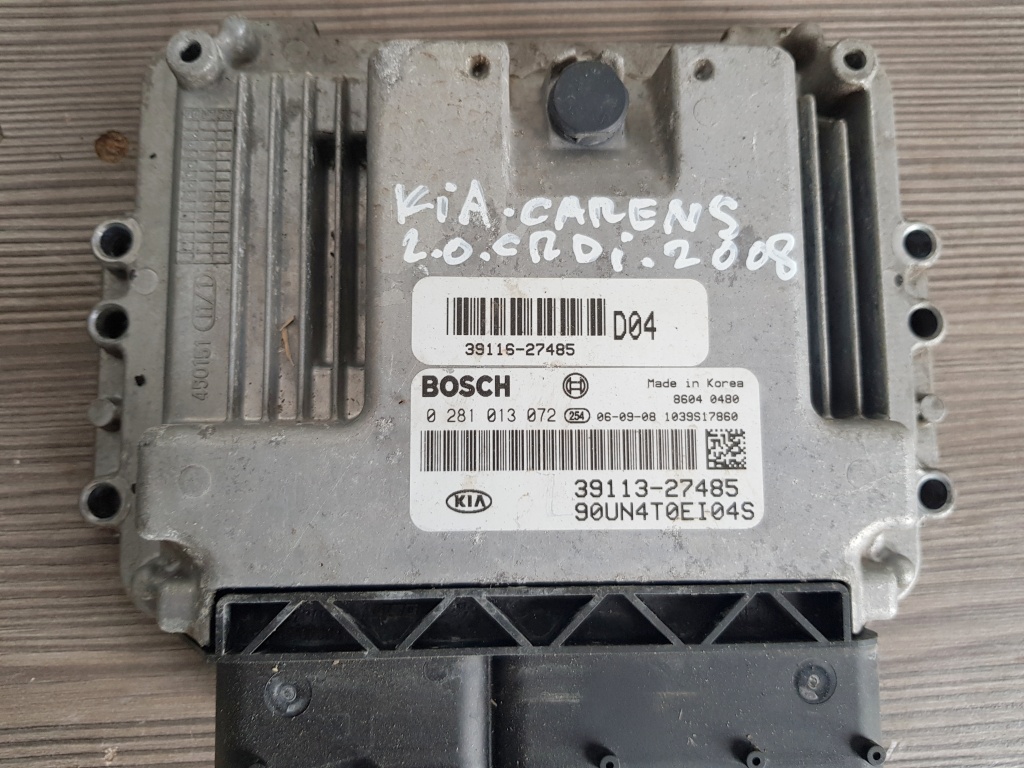 KiA. CARENS
2.0. CRDi. 2008
D04
39116-27485
BOSCH Made in Korea
8604 0480
0 281 013 072 254 06-09-08 1039S17860
39113-27485
KIA 90UN4T0EI04S